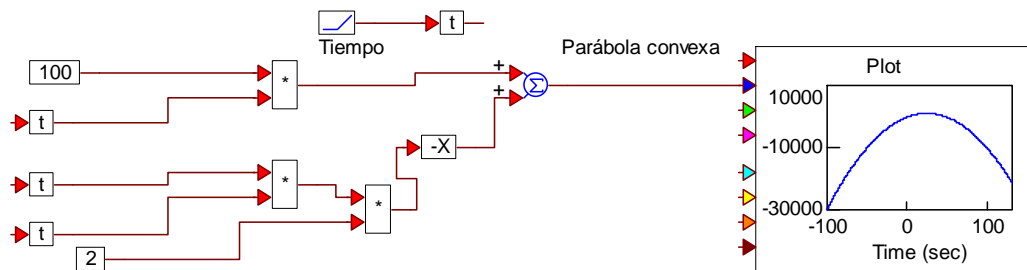 t
Tiempo
Parábola convexa
100
*
+
+
Σ
t
t
*
-X
*
t
2
Plot
10000
-10000
-30000
-100
0
100
Time (sec)